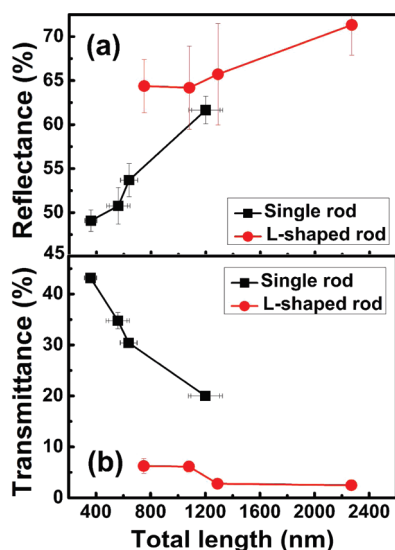 70
65
60
55
50
45
Reflectance (%)
(a)
Single rod
L-shaped rod
40
30
20
10
0
Transmittance (%)
(b)
Single rod
L-shaped rod
400 800 1200 1600 2000 2400
Total length (nm)